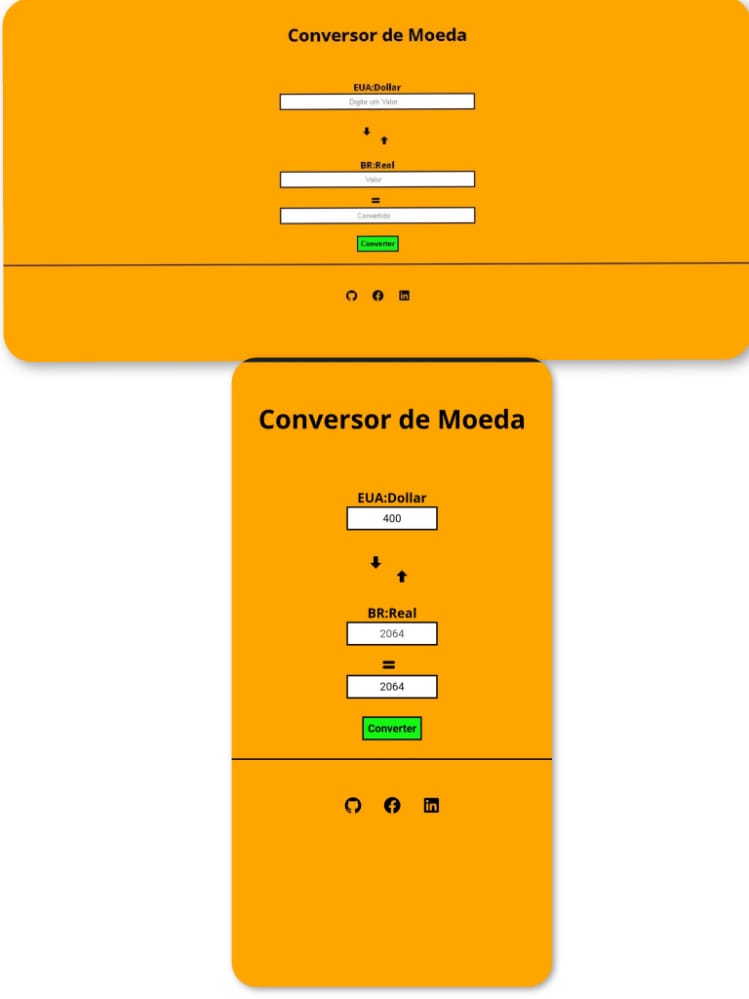 Conversor de Moeda
EUA:Dollar
Digite um Valor
BR:Real
Valor
=
Convertido
Converter
Conversor de Moeda
EUA:Dollar
400
BR:Real
2064
=
2064
Converter